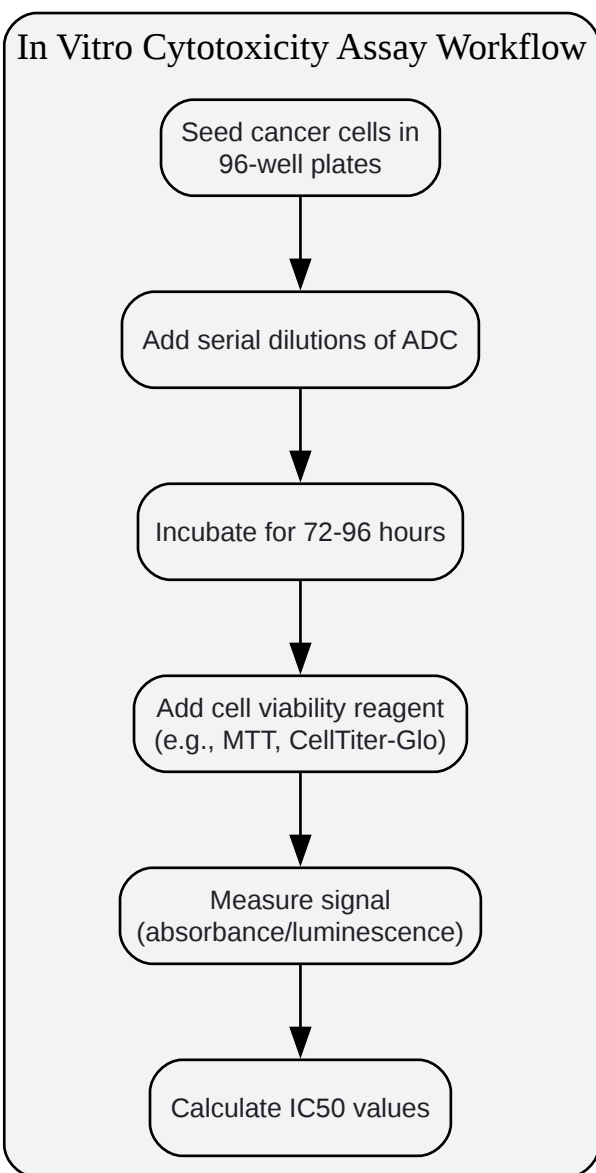 In Vitro Cytotoxicity Assay Workflow
Seed cancer cells in
96-well plates
Add serial dilutions of ADC
Incubate for 72-96 hours
Add cell viability reagent
(e.g., MTT, CellTiter-Glo)
Measure signal
(absorbance/luminescence)
Calculate IC50 values